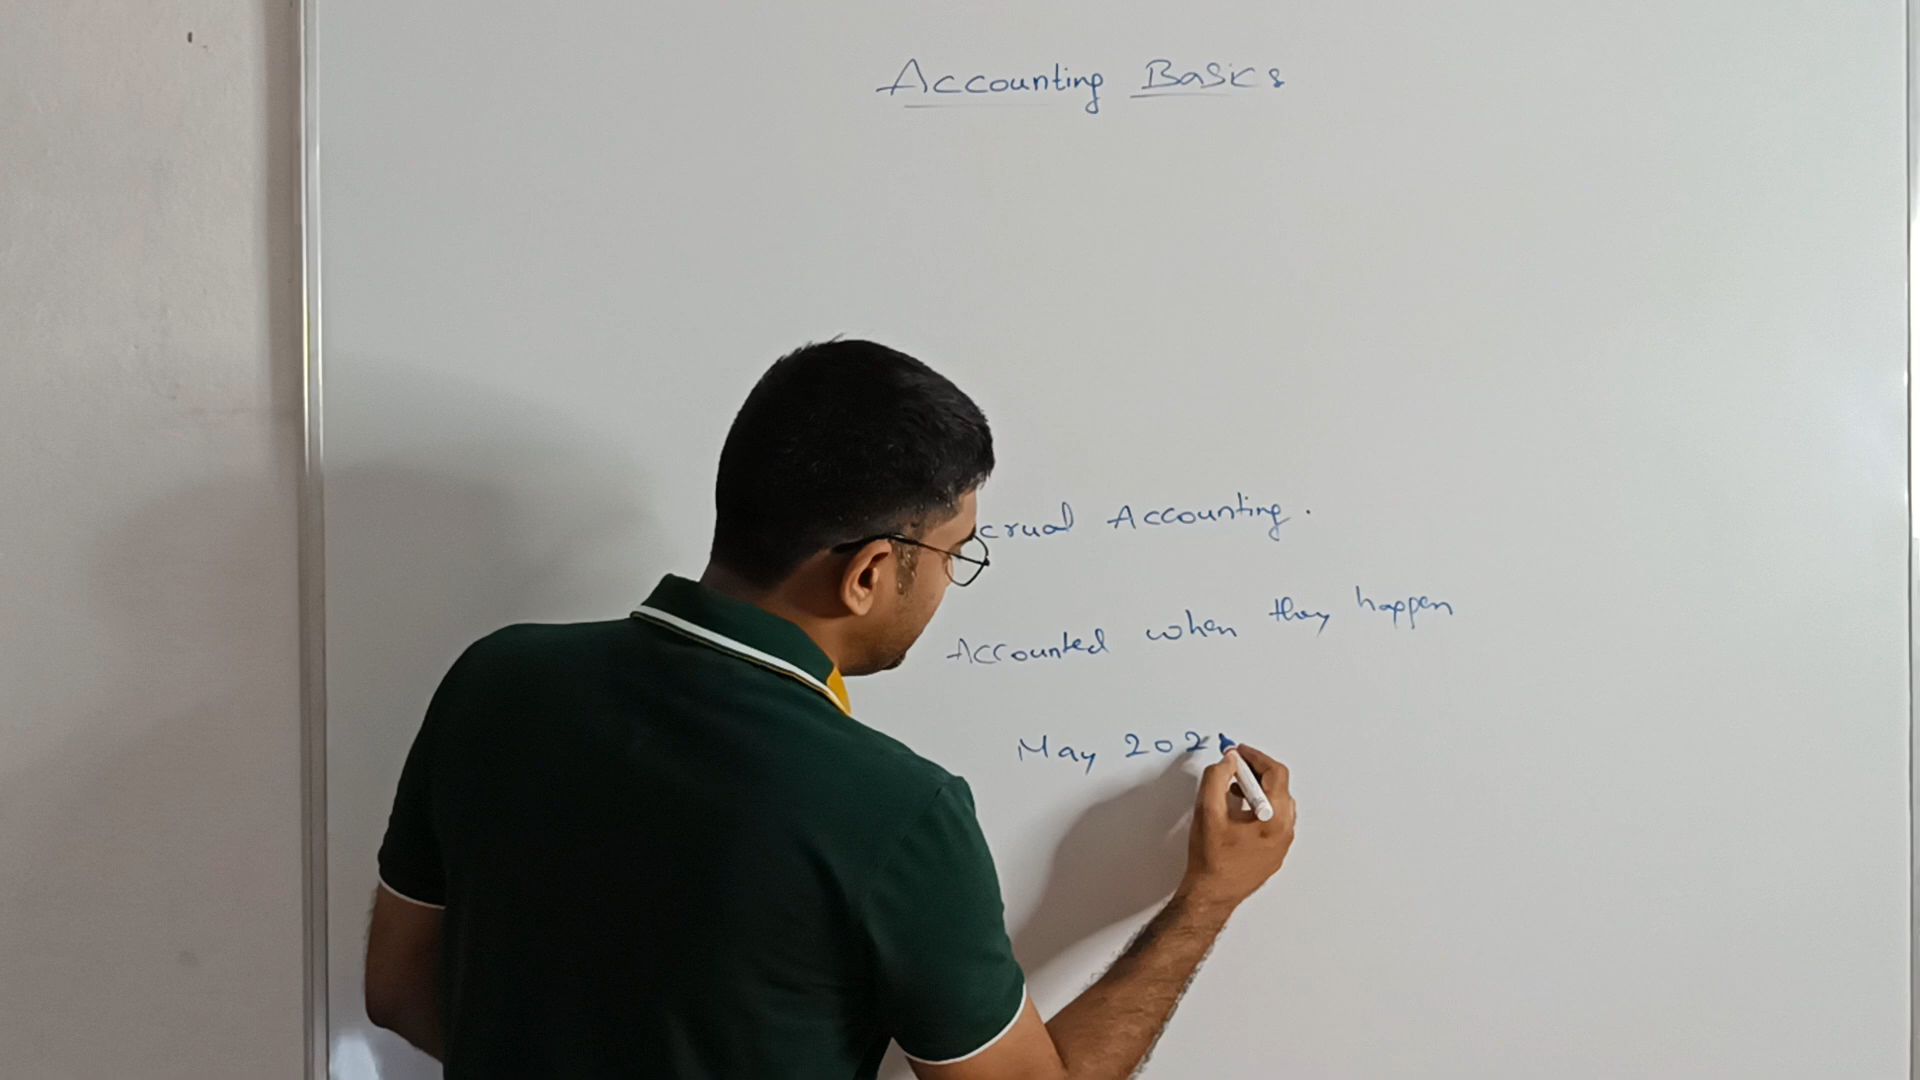 Accounting Basics
crual Accounting.
Accounted when they happen
May 202